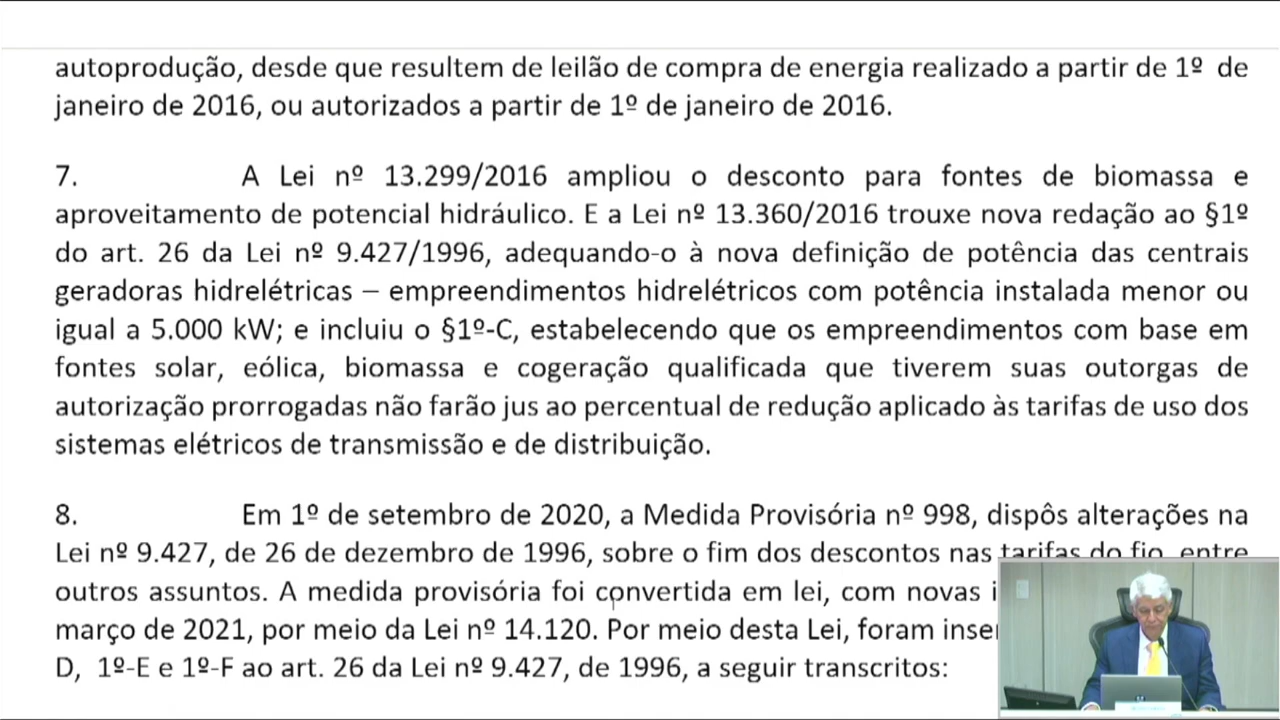 autoprodução, desde que resultem de leilão de compra de energia realizado a partir de 1º de
janeiro de 2016, ou autorizados a partir de 1º de janeiro de 2016.
7. A Lei nº 13.299/2016 ampliou o desconto para fontes de biomassa e
aproveitamento de potencial hidráulico. E a Lei nº 13.360/2016 trouxe nova redação ao §1º
do art. 26 da Lei nº 9.427/1996, adequando-o à nova definição de potência das centrais
geradoras hidrelétricas – empreendimentos hidrelétricos com potência instalada menor ou
igual a 5.000 kW; e incluiu o §1º-C, estabelecendo que os empreendimentos com base em
fontes solar, eólica, biomassa e cogeração qualificada que tiverem suas outorgas de
autorização prorrogadas não farão jus ao percentual de redução aplicado às tarifas de uso dos
sistemas elétricos de transmissão e de distribuição.
8. Em 1º de setembro de 2020, a Medida Provisória nº 998, dispôs alterações na
Lei nº 9.427, de 26 de dezembro de 1996, sobre o fim dos descontos nas tarifas do fio, entre
outros assuntos. A medida provisória foi convertida em lei, com novas
março de 2021, por meio da Lei nº 14.120. Por meio desta Lei, foram
D, 1º-E e 1º-F ao art. 26 da Lei nº 9.427, de 1996, a seguir transcritos: